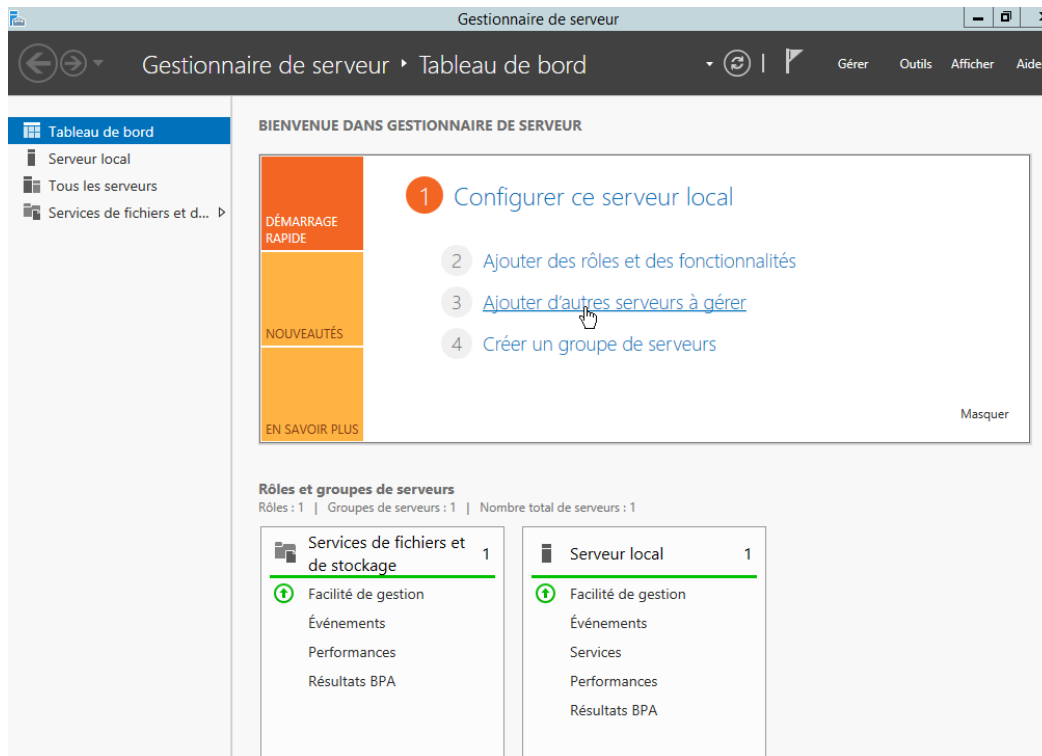 Gestionnaire de serveur
Gestionnaire de serveur ‣ Tableau de bord
Gérer Outils Afficher Aide
Tableau de bord
Serveur local
Tous les serveurs
Services de fichiers et d...
BIENVENUE DANS GESTIONNAIRE DE SERVEUR
DÉMARRAGE
RAPIDE
NOUVEAUTÉS
EN SAVOIR PLUS
1 Configurer ce serveur local
2 Ajouter des rôles et des fonctionnalités
3 Ajouter d'autres serveurs à gérer
4 Créer un groupe de serveurs
Masquer
Rôles et groupes de serveurs
Rôles : 1 | Groupes de serveurs : 1 | Nombre total de serveurs : 1
Services de fichiers et
de stockage
1
Facilité de gestion
Événements
Performances
Résultats BPA
Serveur local 1
Facilité de gestion
Événements
Services
Performances
Résultats BPA